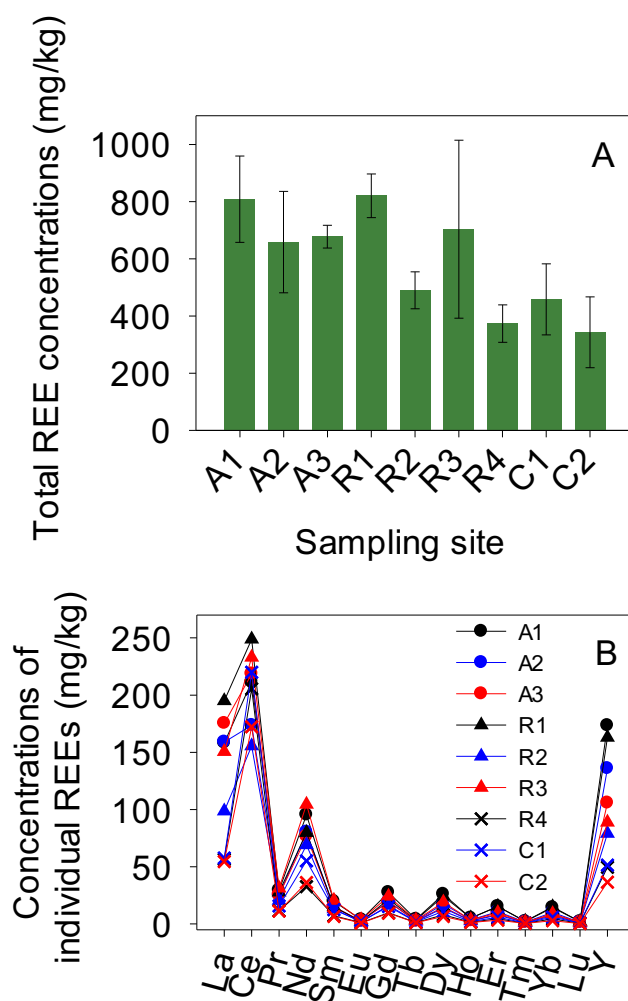 Total REE concentrations (mg/kg)
A
1000
800
600
400
200
0
A1 A2 A3 R1 R2 R3 R4 C1 C2
Sampling site
Concentrations of
individual REEs (mg/kg)
B
250
200
150
100
50
0
A1
A2
A3
R1
R2
R3
R4
C1
C2
La Ce Pr Nd Sm Eu Gd Tb Dy Ho Er Tm Yb Lu Y